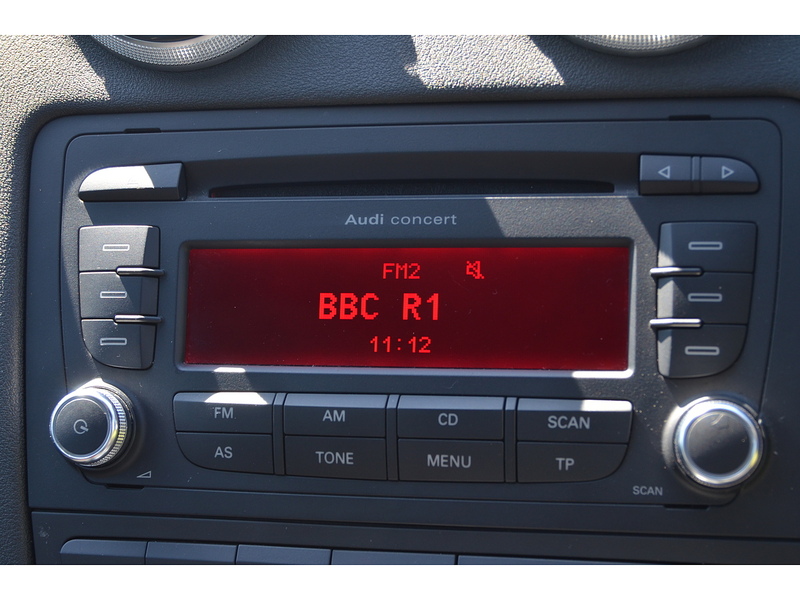 Audi concert
FM2
BBC R1
11:12
FM AM CD SCAN
AS TONE MENU TP
SCAN